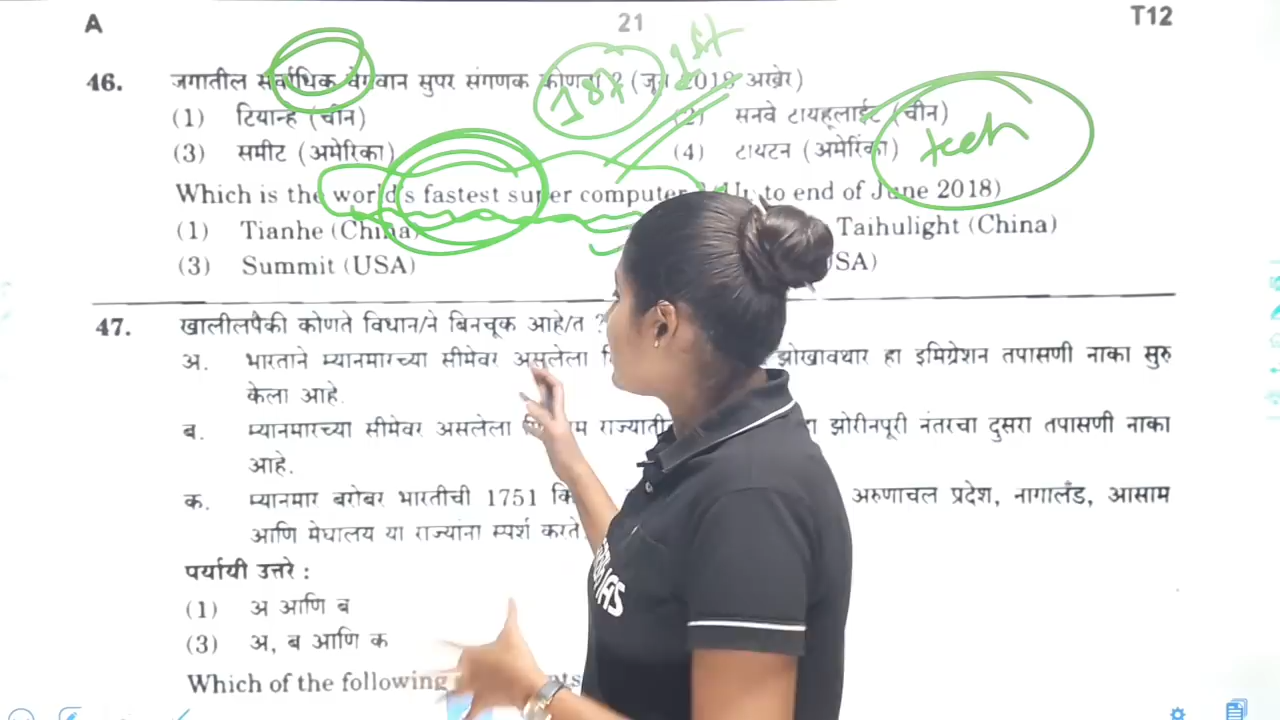 A 21 T12
46. जगातील सर्वाधिक वेगवान सुपर संगणक कोणता ? (जून 2018 अखेर)
(1) टियान्ह (चीन) (2) सनवे टायहूलाईट (चीन)
(3) समीट (अमेरिका) (4) टायटन (अमेरिका)
1st
tech
Which is the world's fastest super computer to end of June 2018)
(1) Tianhe (China) Taihulight (China)
(3) Summit (USA)
47. खालीलपैकी कोणते विधान/ने बिनचूक आहे/त ?
अ. भारताने म्यानमारच्या सीमेवर असलेला झोखावथार हा इमिग्रेशन तपासणी नाका सुरु
केला आहे.
ब. म्यानमारच्या सीमेवर असलेला झोरीनपूरी नंतरचा दुसरा तपासणी नाका
आहे.
क. म्यानमार बरोबर भारतीची 1751 अरुणाचल प्रदेश, नागालँड, आसाम
आणि मेघालय या राज्यांना स्पर्श करते.
पर्यायी उत्तरे :
(1) अ आणि ब
(3) अ, ब आणि क
Which of the following